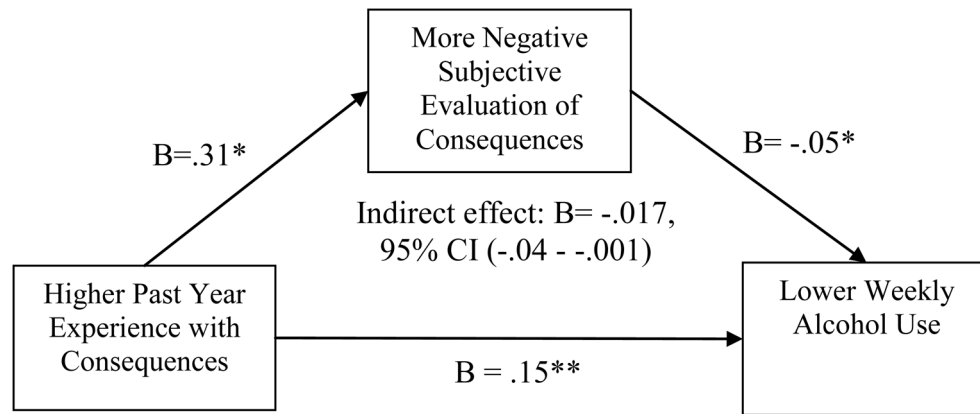 More Negative
Subjective
Evaluation of
Consequences
B=.31*
B= -.05*
Indirect effect: B= -.017,
95% CI (-.04 - -.001)
Higher Past Year
Experience with
Consequences
Lower Weekly
Alcohol Use
B = .15**